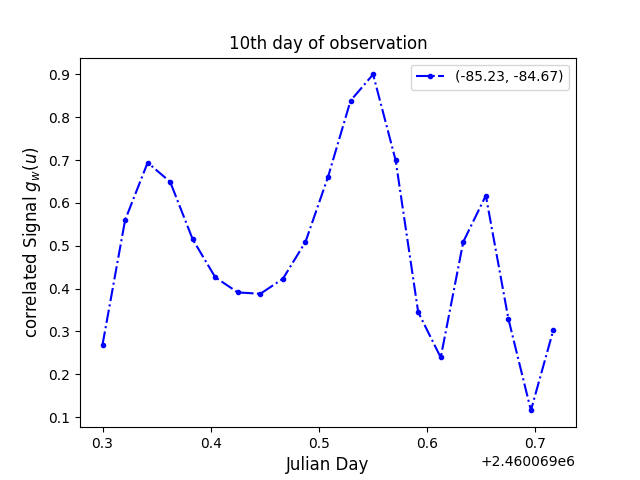 10th day of observation
(-85.23, -84.67)
correlated Signal g_w(u)
0.9
0.8
0.7
0.6
0.5
0.4
0.3
0.2
0.1
0.3 0.4 0.5 0.6 0.7
+2.460069e6
Julian Day